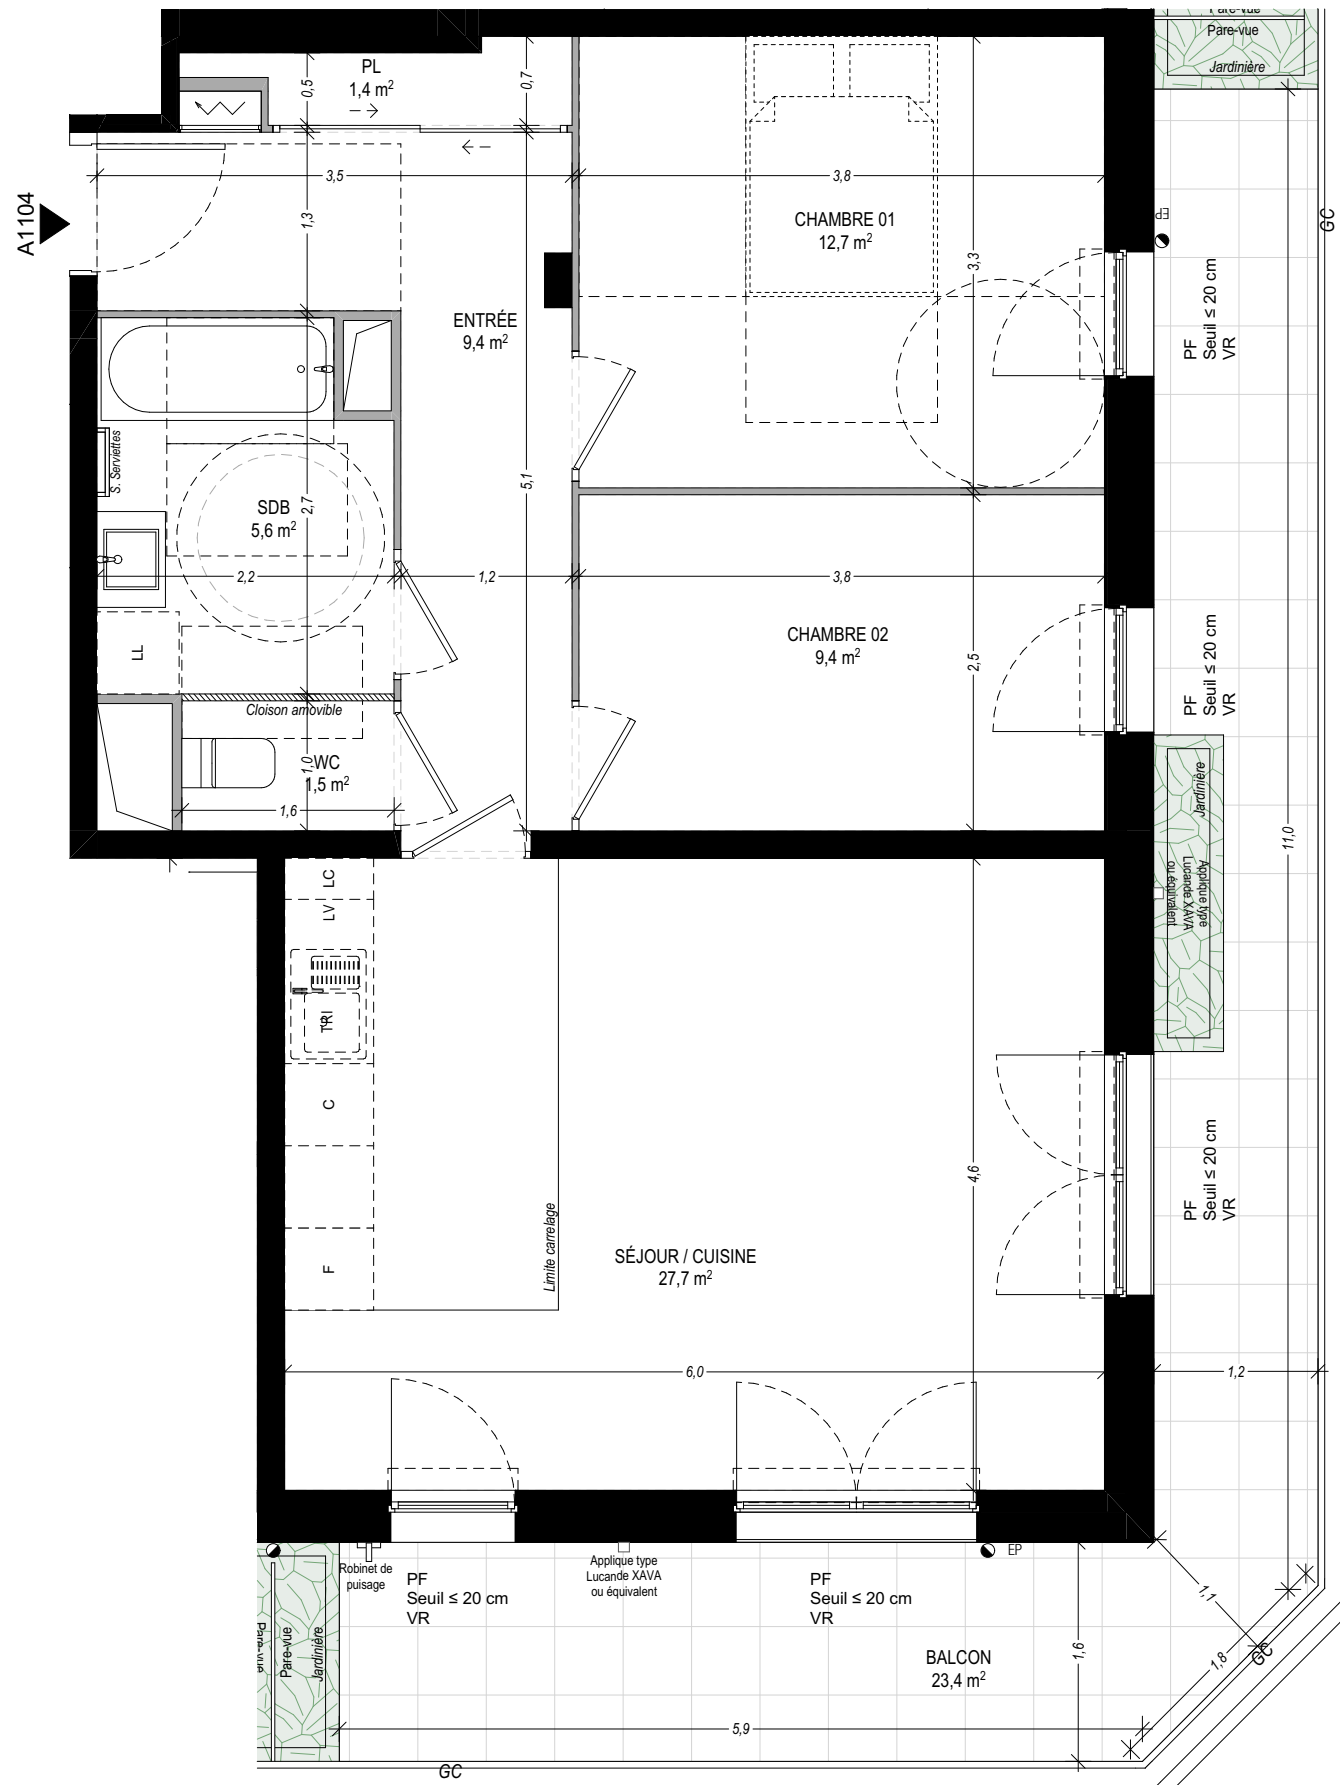 Pare-vue
Pare-vue
Jardinière
PL
1,4 m²
0,5
0,7
3,5
3,8
A1104
1,3
CHAMBRE 01
12,7 m²
EP
GC
3,3
PF
Seuil ≤ 20 cm
VR
ENTRÉE
9,4 m²
S. Serviettes
5,1
SDB
5,6 m²
2,7
2,2
1,2
3,8
LL
CHAMBRE 02
9,4 m²
2,5
PF
Seuil ≤ 20 cm
VR
Cloison amovible
WC
1,5 m²
1,0
1,6
Jardinière
11,0
Applique type
Lucande XAVA
ou équivalent
LC
LV
TRI
C
F
Limite carrelage
4,6
PF
Seuil ≤ 20 cm
VR
SÉJOUR / CUISINE
27,7 m²
6,0
1,2
Robinet de
puisage
PF
Seuil ≤ 20 cm
VR
Applique type
Lucande XAVA
ou équivalent
PF
Seuil ≤ 20 cm
VR
EP
1,1
1,8
GC
1,6
BALCON
23,4 m²
Pare-vue
Pare-vue
Jardinière
5,9
GC